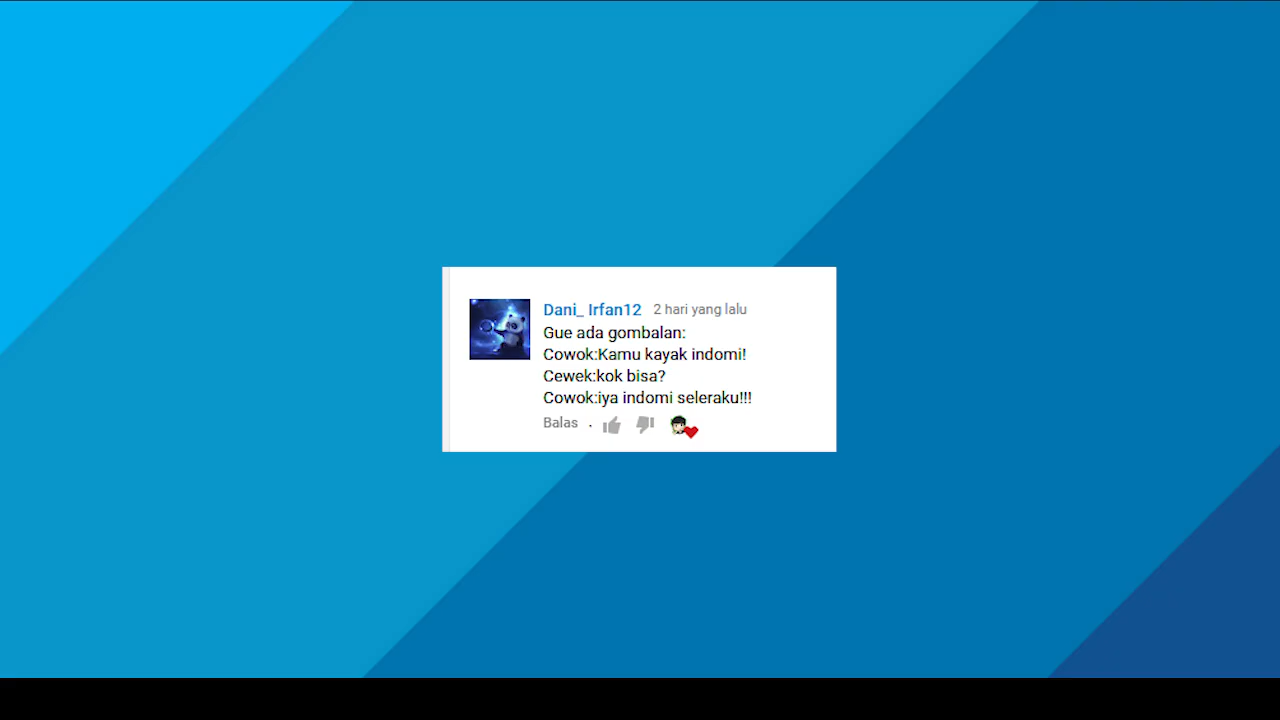 Dani_ Irfan12 2 hari yang lalu
Gue ada gombalan:
Cowok:Kamu kayak indomi!
Cewek:kok bisa?
Cowok:iya indomi seleraku!!!
Balas